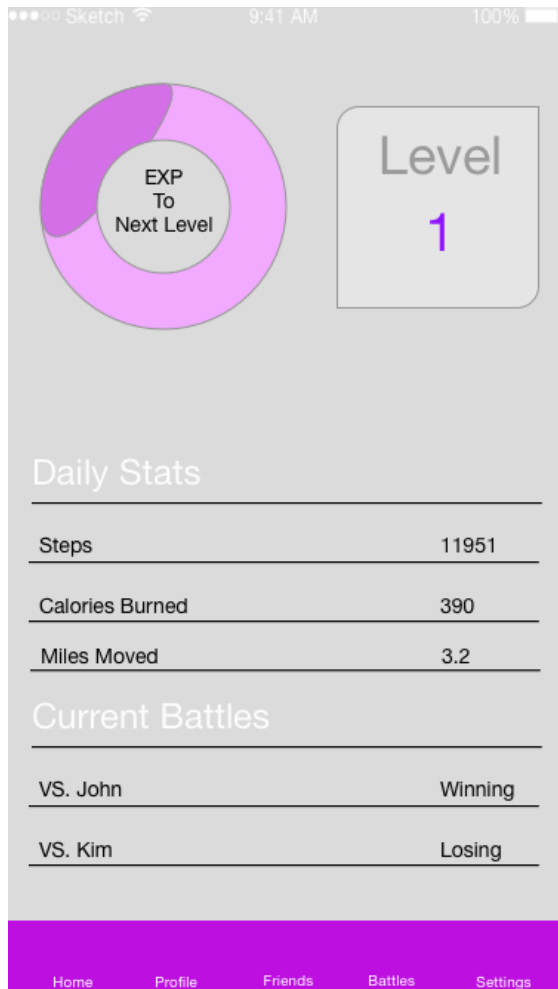 Sketch 9:41 AM 100%
EXP
To
Next Level
Level
1
Daily Stats
Steps 11951
Calories Burned 390
Miles Moved 3.2
Current Battles
VS. John Winning
VS. Kim Losing
Home Profile Friends Battles Settings